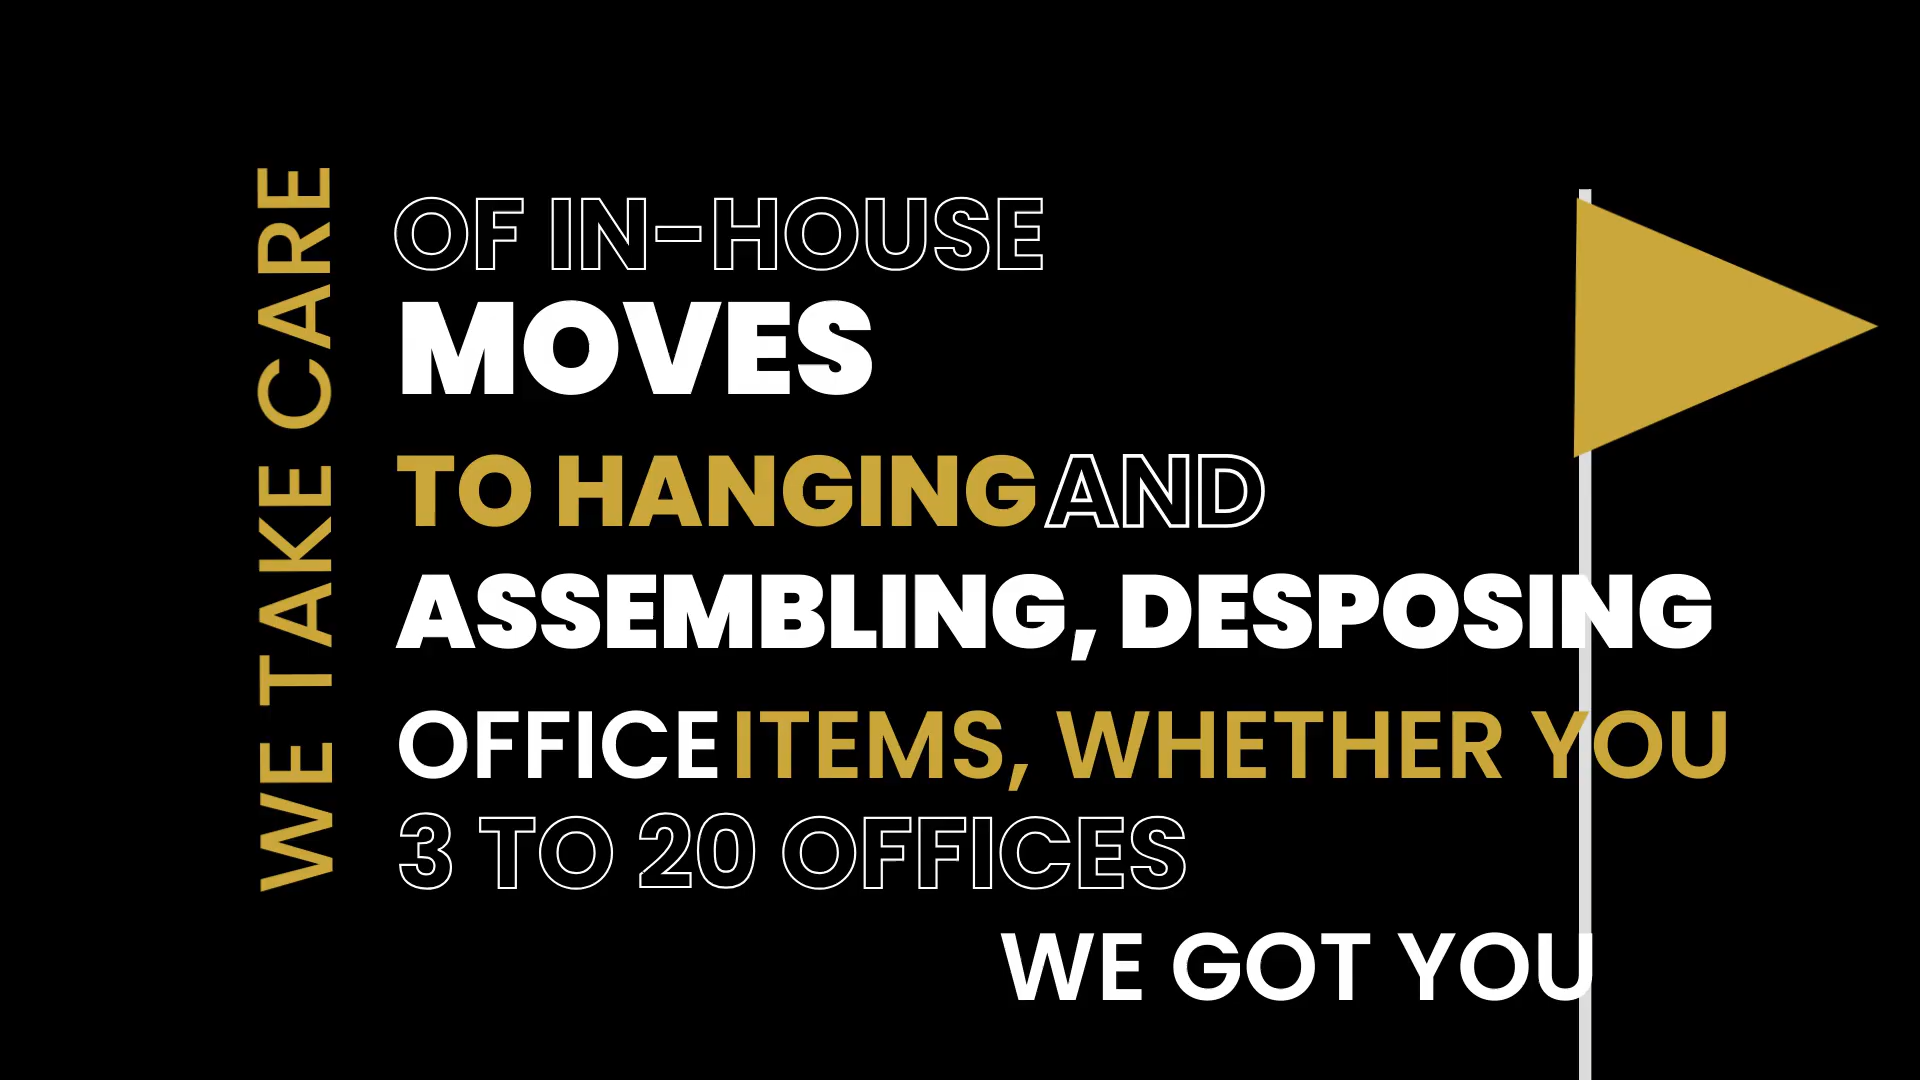 WE TAKE CARE
OF IN-HOUSE
MOVES
TO HANGING AND
ASSEMBLING, DESPOSING
OFFICE ITEMS, WHETHER YOU
3 TO 20 OFFICES
WE GOT YOU